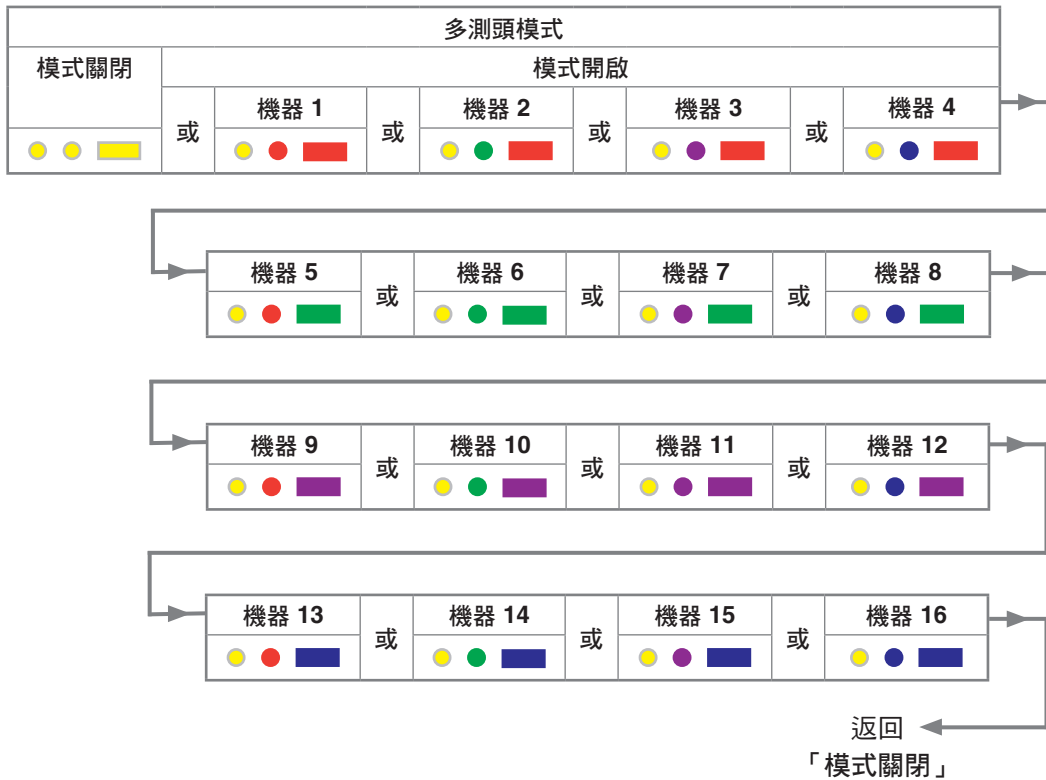 多測頭模式
模式關閉
模式開啟
或
機器 1
或
機器 2
或
機器 3
或
機器 4
機器 5
或
機器 6
或
機器 7
或
機器 8
機器 9
或
機器 10
或
機器 11
或
機器 12
機器 13
或
機器 14
或
機器 15
或
機器 16
返回
「模式關閉」